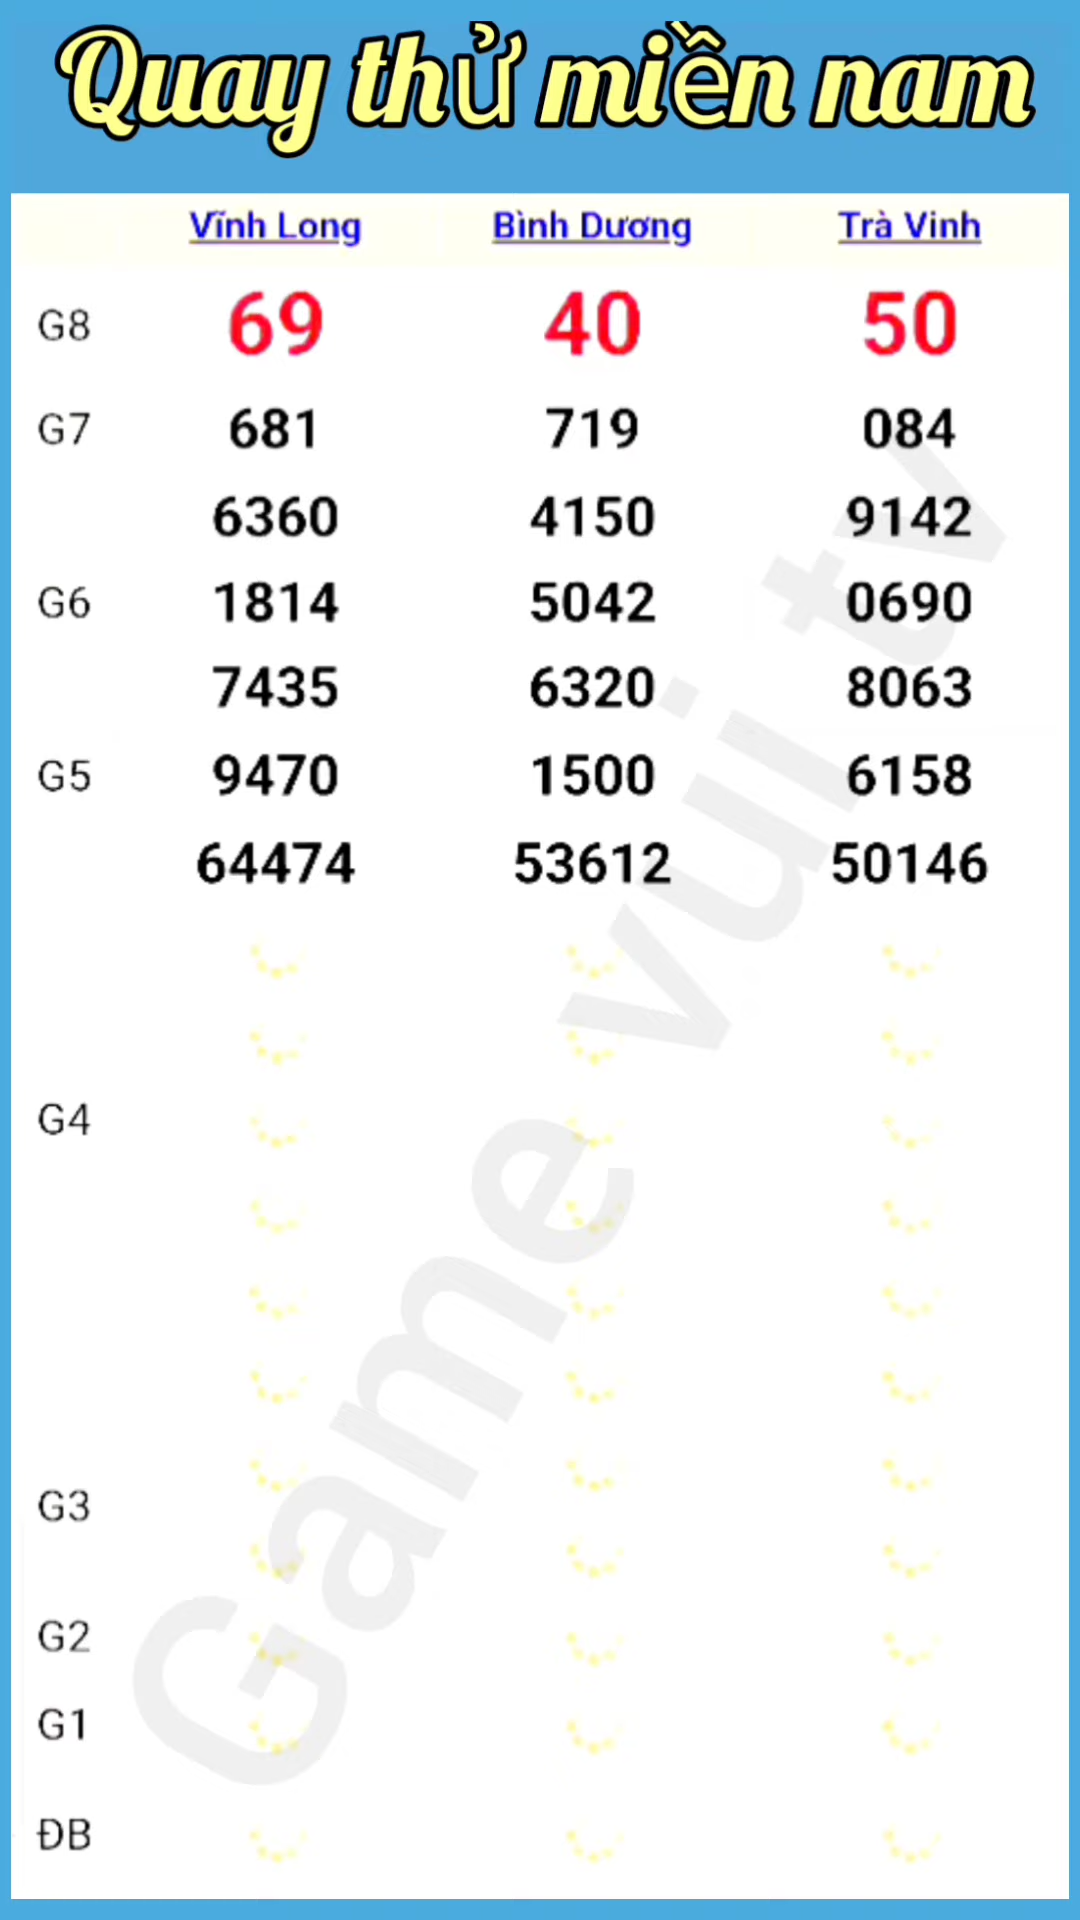 Quay thử miền nam
Vĩnh Long Bình Dương Trà Vinh
G8 69 40 50
G7 681 719 084
6360 4150 9142
G6 1814 5042 0690
7435 6320 8063
G5 9470 1500 6158
64474 53612 50146
G4
G3
G2
G1
ĐB
Game vui tv